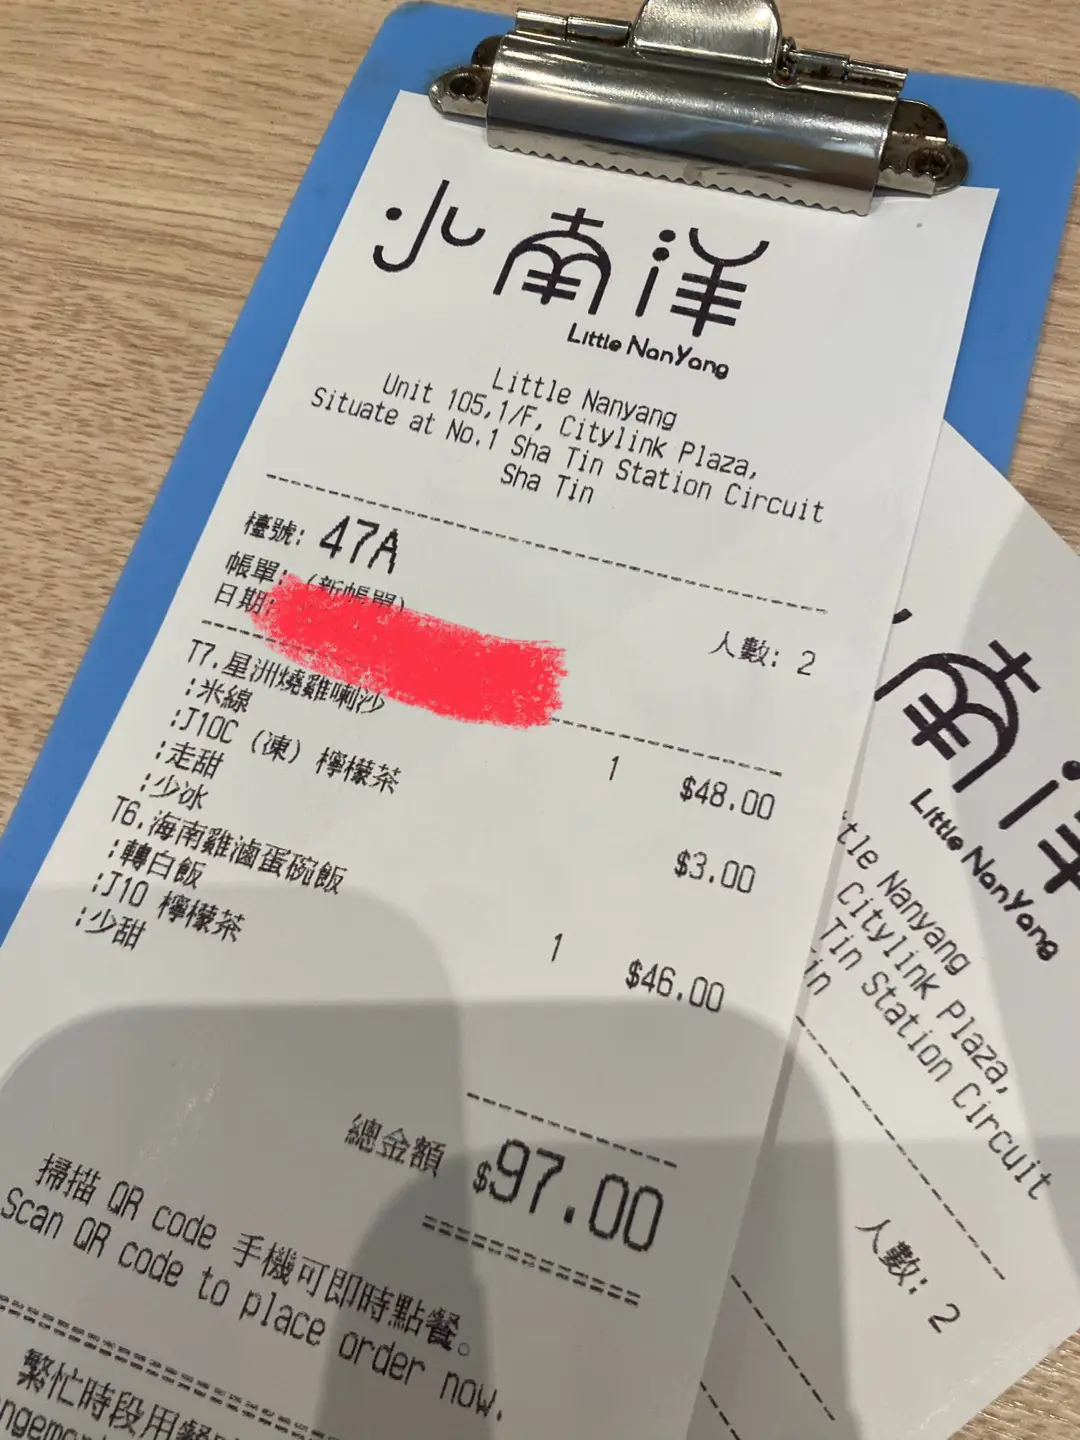 小南洋
Little NanYang
Little Nanyang
Unit 105,1/F, Citylink Plaza,
Situate at No.1 Sha Tin Station Circuit
Sha Tin
檯號: 47A
帳單: (新帳單)
人數: 2
日期:
T7.星洲燒雞喇沙 1 $48.00
:米線
:J10C (凍) 檸檬茶 $3.00
:走甜
:少冰
T6.海南雞滷蛋碗飯 1 $46.00
:轉白飯
:J10 檸檬茶
:少甜
總金額 $97.00
掃描 QR code 手機可即時點餐。
Scan QR code to place order now.
繁忙時段用餐
南洋
Little NanYang
tle Nanyang
Citylink Plaza,
Tin Station Circuit
in
人數: 2